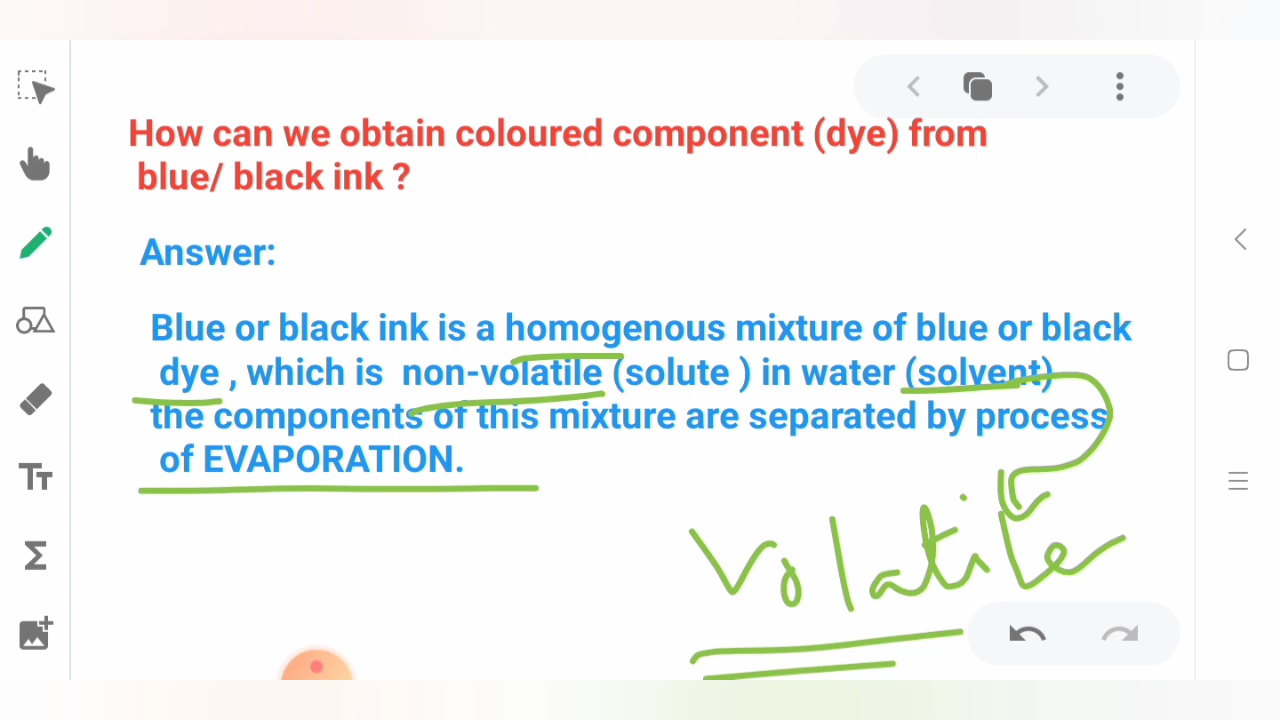 How can we obtain coloured component (dye) from
blue/ black ink ?
Answer:
Blue or black ink is a homogenous mixture of blue or black
dye , which is non-volatile (solute ) in water (solvent)
the components of this mixture are separated by process
of EVAPORATION.
Volatile